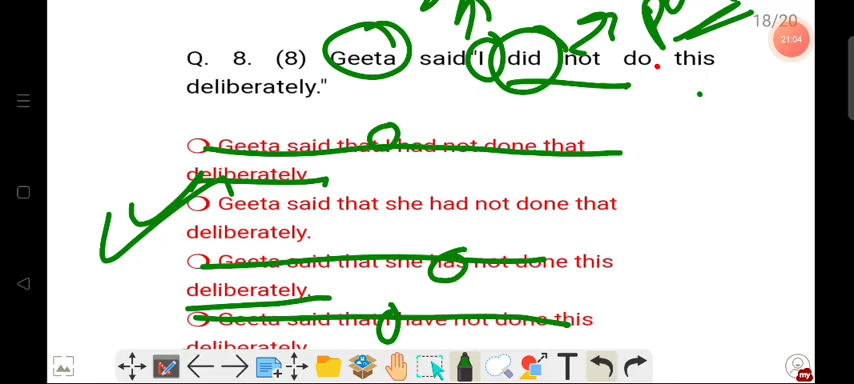 18/20
21:04
Q. 8. (8) Geeta said "I did not do. this
deliberately."
Geeta said that I had not done that
deliberately.
Geeta said that she had not done that
deliberately.
Geeta said that she has not done this
deliberately.
Geeta said that I have not done this
deliberately.
T
my